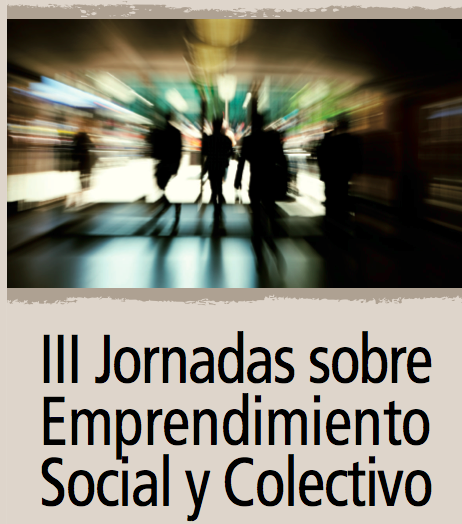 III Jornadas sobre
Emprendimiento
Social y Colectivo